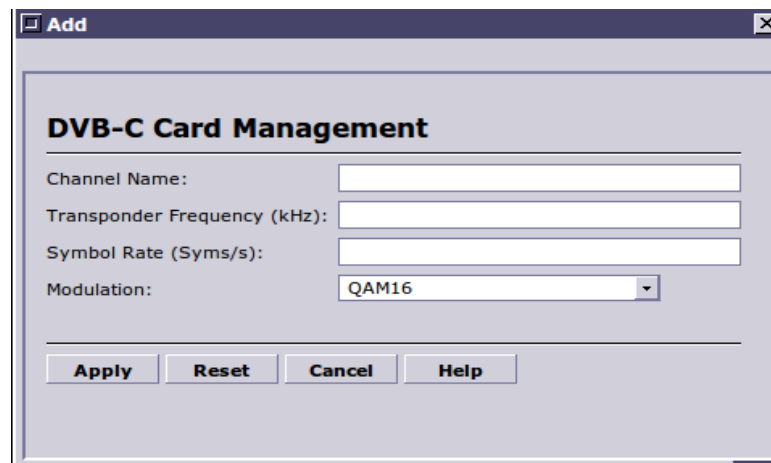 Add
DVB-C Card Management
Channel Name:
Transponder Frequency (kHz):
Symbol Rate (Syms/s):
Modulation: QAM16
Apply Reset Cancel Help